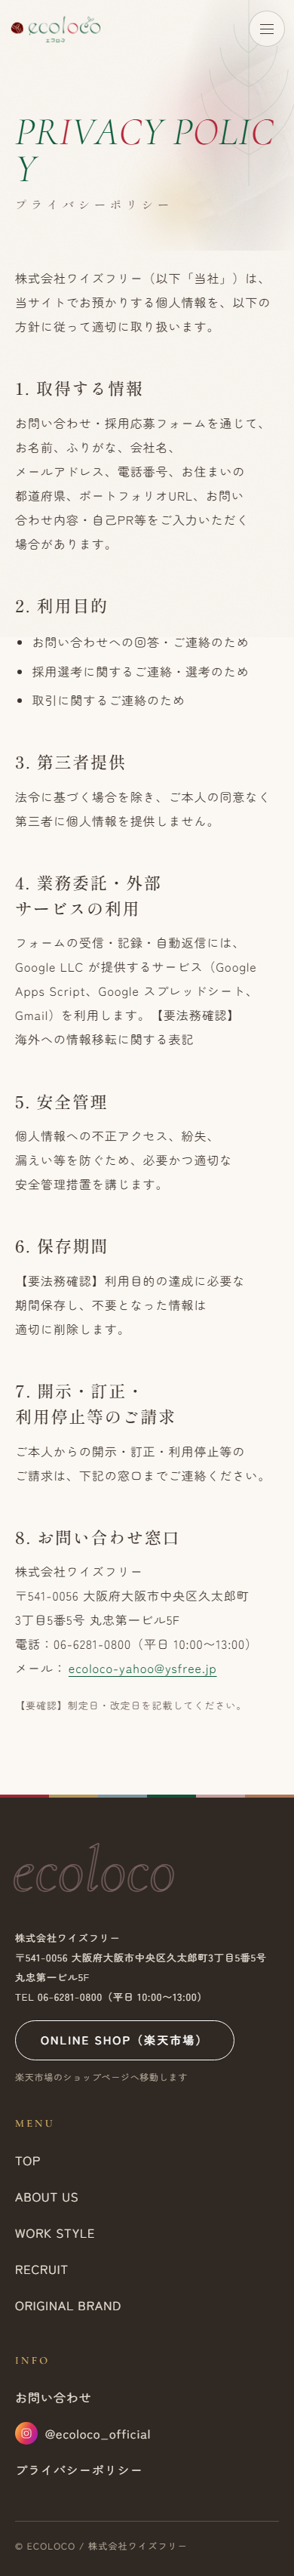 ecoloco
エコロコ
PRIVACY POLIC
Y
プライバシーポリシー
株式会社ワイズフリー（以下「当社」）は、
当サイトでお預かりする個人情報を、以下の
方針に従って適切に取り扱います。
1. 取得する情報
お問い合わせ・採用応募フォームを通じて、
お名前、ふりがな、会社名、
メールアドレス、電話番号、お住まいの
都道府県、ポートフォリオURL、お問い
合わせ内容・自己PR等をご入力いただく
場合があります。
2. 利用目的
• お問い合わせへの回答・ご連絡のため
• 採用選考に関するご連絡・選考のため
• 取引に関するご連絡のため
3. 第三者提供
法令に基づく場合を除き、ご本人の同意なく
第三者に個人情報を提供しません。
4. 業務委託・外部
サービスの利用
フォームの受信・記録・自動返信には、
Google LLC が提供するサービス（Google
Apps Script、Google スプレッドシート、
Gmail）を利用します。【要法務確認】
海外への情報移転に関する表記
5. 安全管理
個人情報への不正アクセス、紛失、
漏えい等を防ぐため、必要かつ適切な
安全管理措置を講じます。
6. 保存期間
【要法務確認】利用目的の達成に必要な
期間保存し、不要となった情報は
適切に削除します。
7. 開示・訂正・
利用停止等のご請求
ご本人からの開示・訂正・利用停止等の
ご請求は、下記の窓口までご連絡ください。
8. お問い合わせ窓口
株式会社ワイズフリー
〒541-0056 大阪府大阪市中央区久太郎町
3丁目5番5号 丸忠第一ビル5F
電話：06-6281-0800（平日 10:00〜13:00）
メール： ecoloco-yahoo@ysfree.jp
【要確認】制定日・改定日を記載してください。
ecoloco
株式会社ワイズフリー
〒541-0056 大阪府大阪市中央区久太郎町3丁目5番5号
丸忠第一ビル5F
TEL 06-6281-0800（平日 10:00〜13:00）
ONLINE SHOP（楽天市場）
楽天市場のショップページへ移動します
MENU
TOP
ABOUT US
WORK STYLE
RECRUIT
ORIGINAL BRAND
INFO
お問い合わせ
@ecoloco_official
プライバシーポリシー
© ECOLOCO / 株式会社ワイズフリー